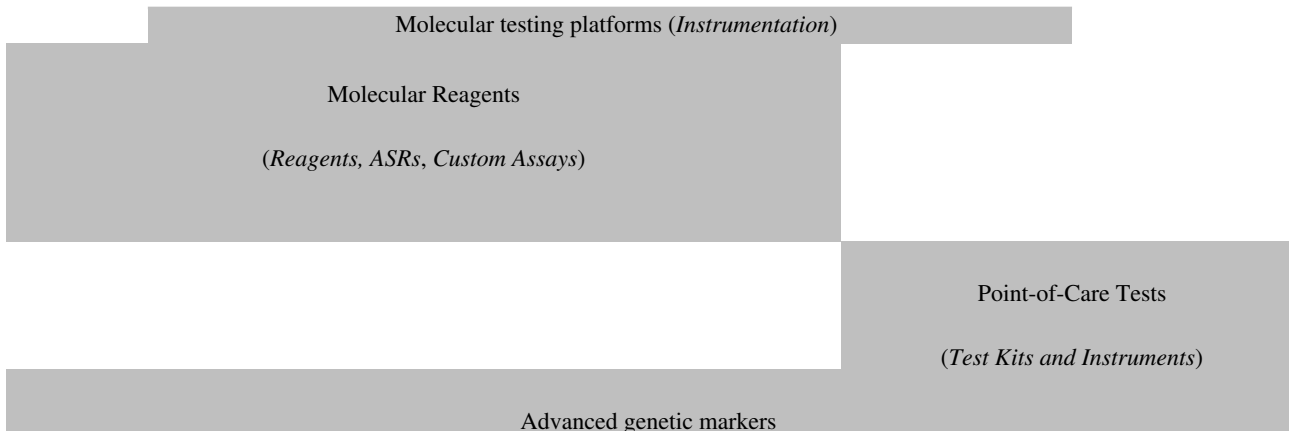 Molecular testing platforms (Instrumentation)
Molecular Reagents
(Reagents, ASRs, Custom Assays)
Point-of-Care Tests
(Test Kits and Instruments)
Advanced genetic markers